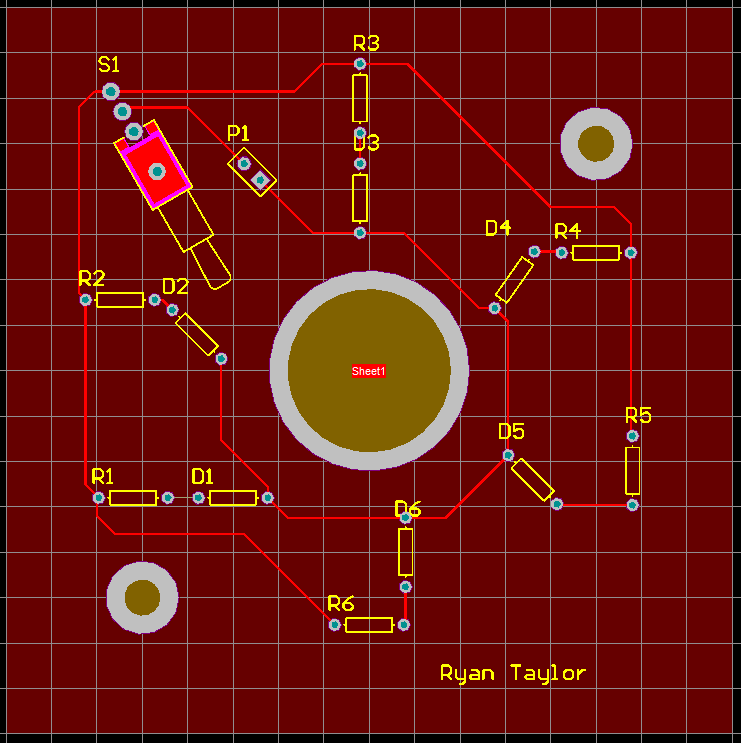 R3
S1
P1
D3
D4
R4
R2
D2
Sheet1
R5
D5
R1
D1
D6
R6
Ryan Taylor